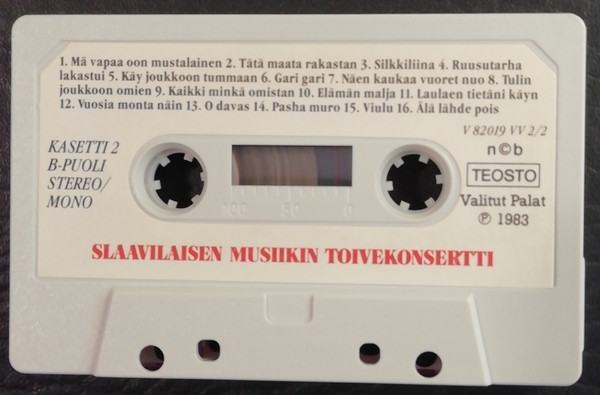 1. Mä vapaa oon mustalainen 2. Tätä maata rakastan 3. Silkkiliina 4. Ruusutarha
lakastui 5. Käy joukkoon tummaan 6. Gari gari 7. Näen kaukaa vuoret nuo 8. Tulin
joukkoon omien 9. Kaikki minkä omistan 10. Elämän malja 11. Laulaen tietäni käyn
12. Vuosia monta näin 13. O davas 14. Pasha muro 15. Viulu 16. Älä lähde pois
V 82019 VV 2/2
KASETTI 2
B-PUOLI
STEREO/
MONO
n©b
TEOSTO
Valitut Palat
℗ 1983
100 50 0
SLAAVILAISEN MUSIIKIN TOIVEKONSERTTI